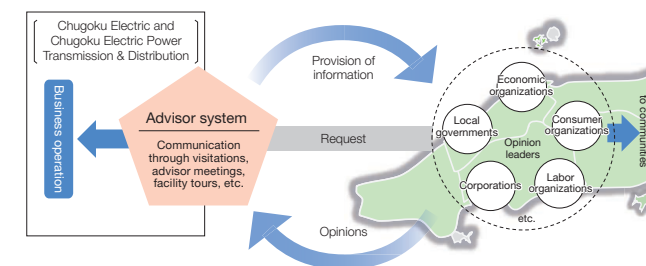 Chugoku Electric and
Chugoku Electric Power
Transmission & Distribution
Business operation
Advisor system
Communication
through visitations,
advisor meetings,
facility tours, etc.
Provision of
information
Request
Opinions
Economic
organizations
Local
governments
Consumer
organizations
Opinion
leaders
Corporations
Labor
organizations
etc.
to communities